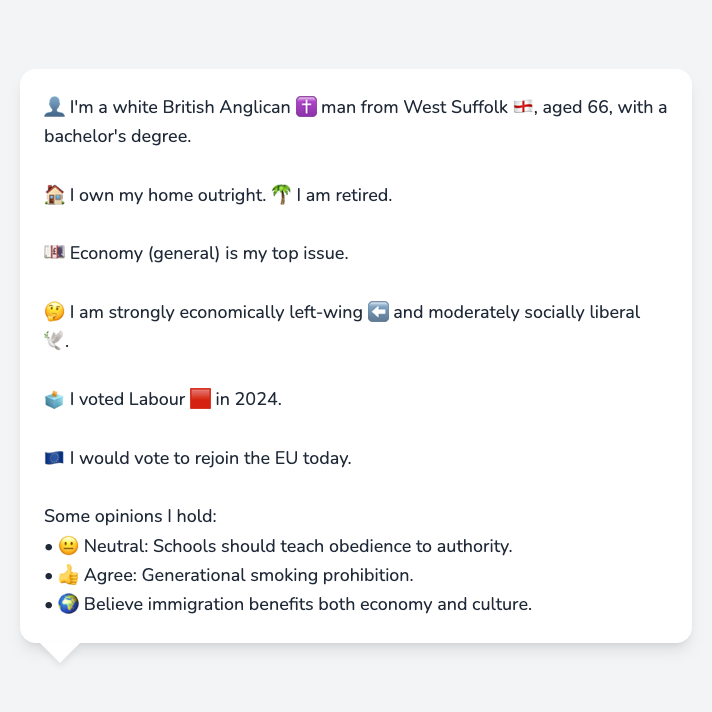 👤 I'm a white British Anglican ✝️ man from West Suffolk 🏴󠁧󠁢󠁥󠁮󠁧󠁿, aged 66, with a
bachelor's degree.
🏠 I own my home outright. 🌴 I am retired.
💷 Economy (general) is my top issue.
🤔 I am strongly economically left-wing ⬅️ and moderately socially liberal
🕊️.
🗳️ I voted Labour 🟥 in 2024.
🇪🇺 I would vote to rejoin the EU today.
Some opinions I hold:
• 😐 Neutral: Schools should teach obedience to authority.
• 👍 Agree: Generational smoking prohibition.
• 🌍 Believe immigration benefits both economy and culture.